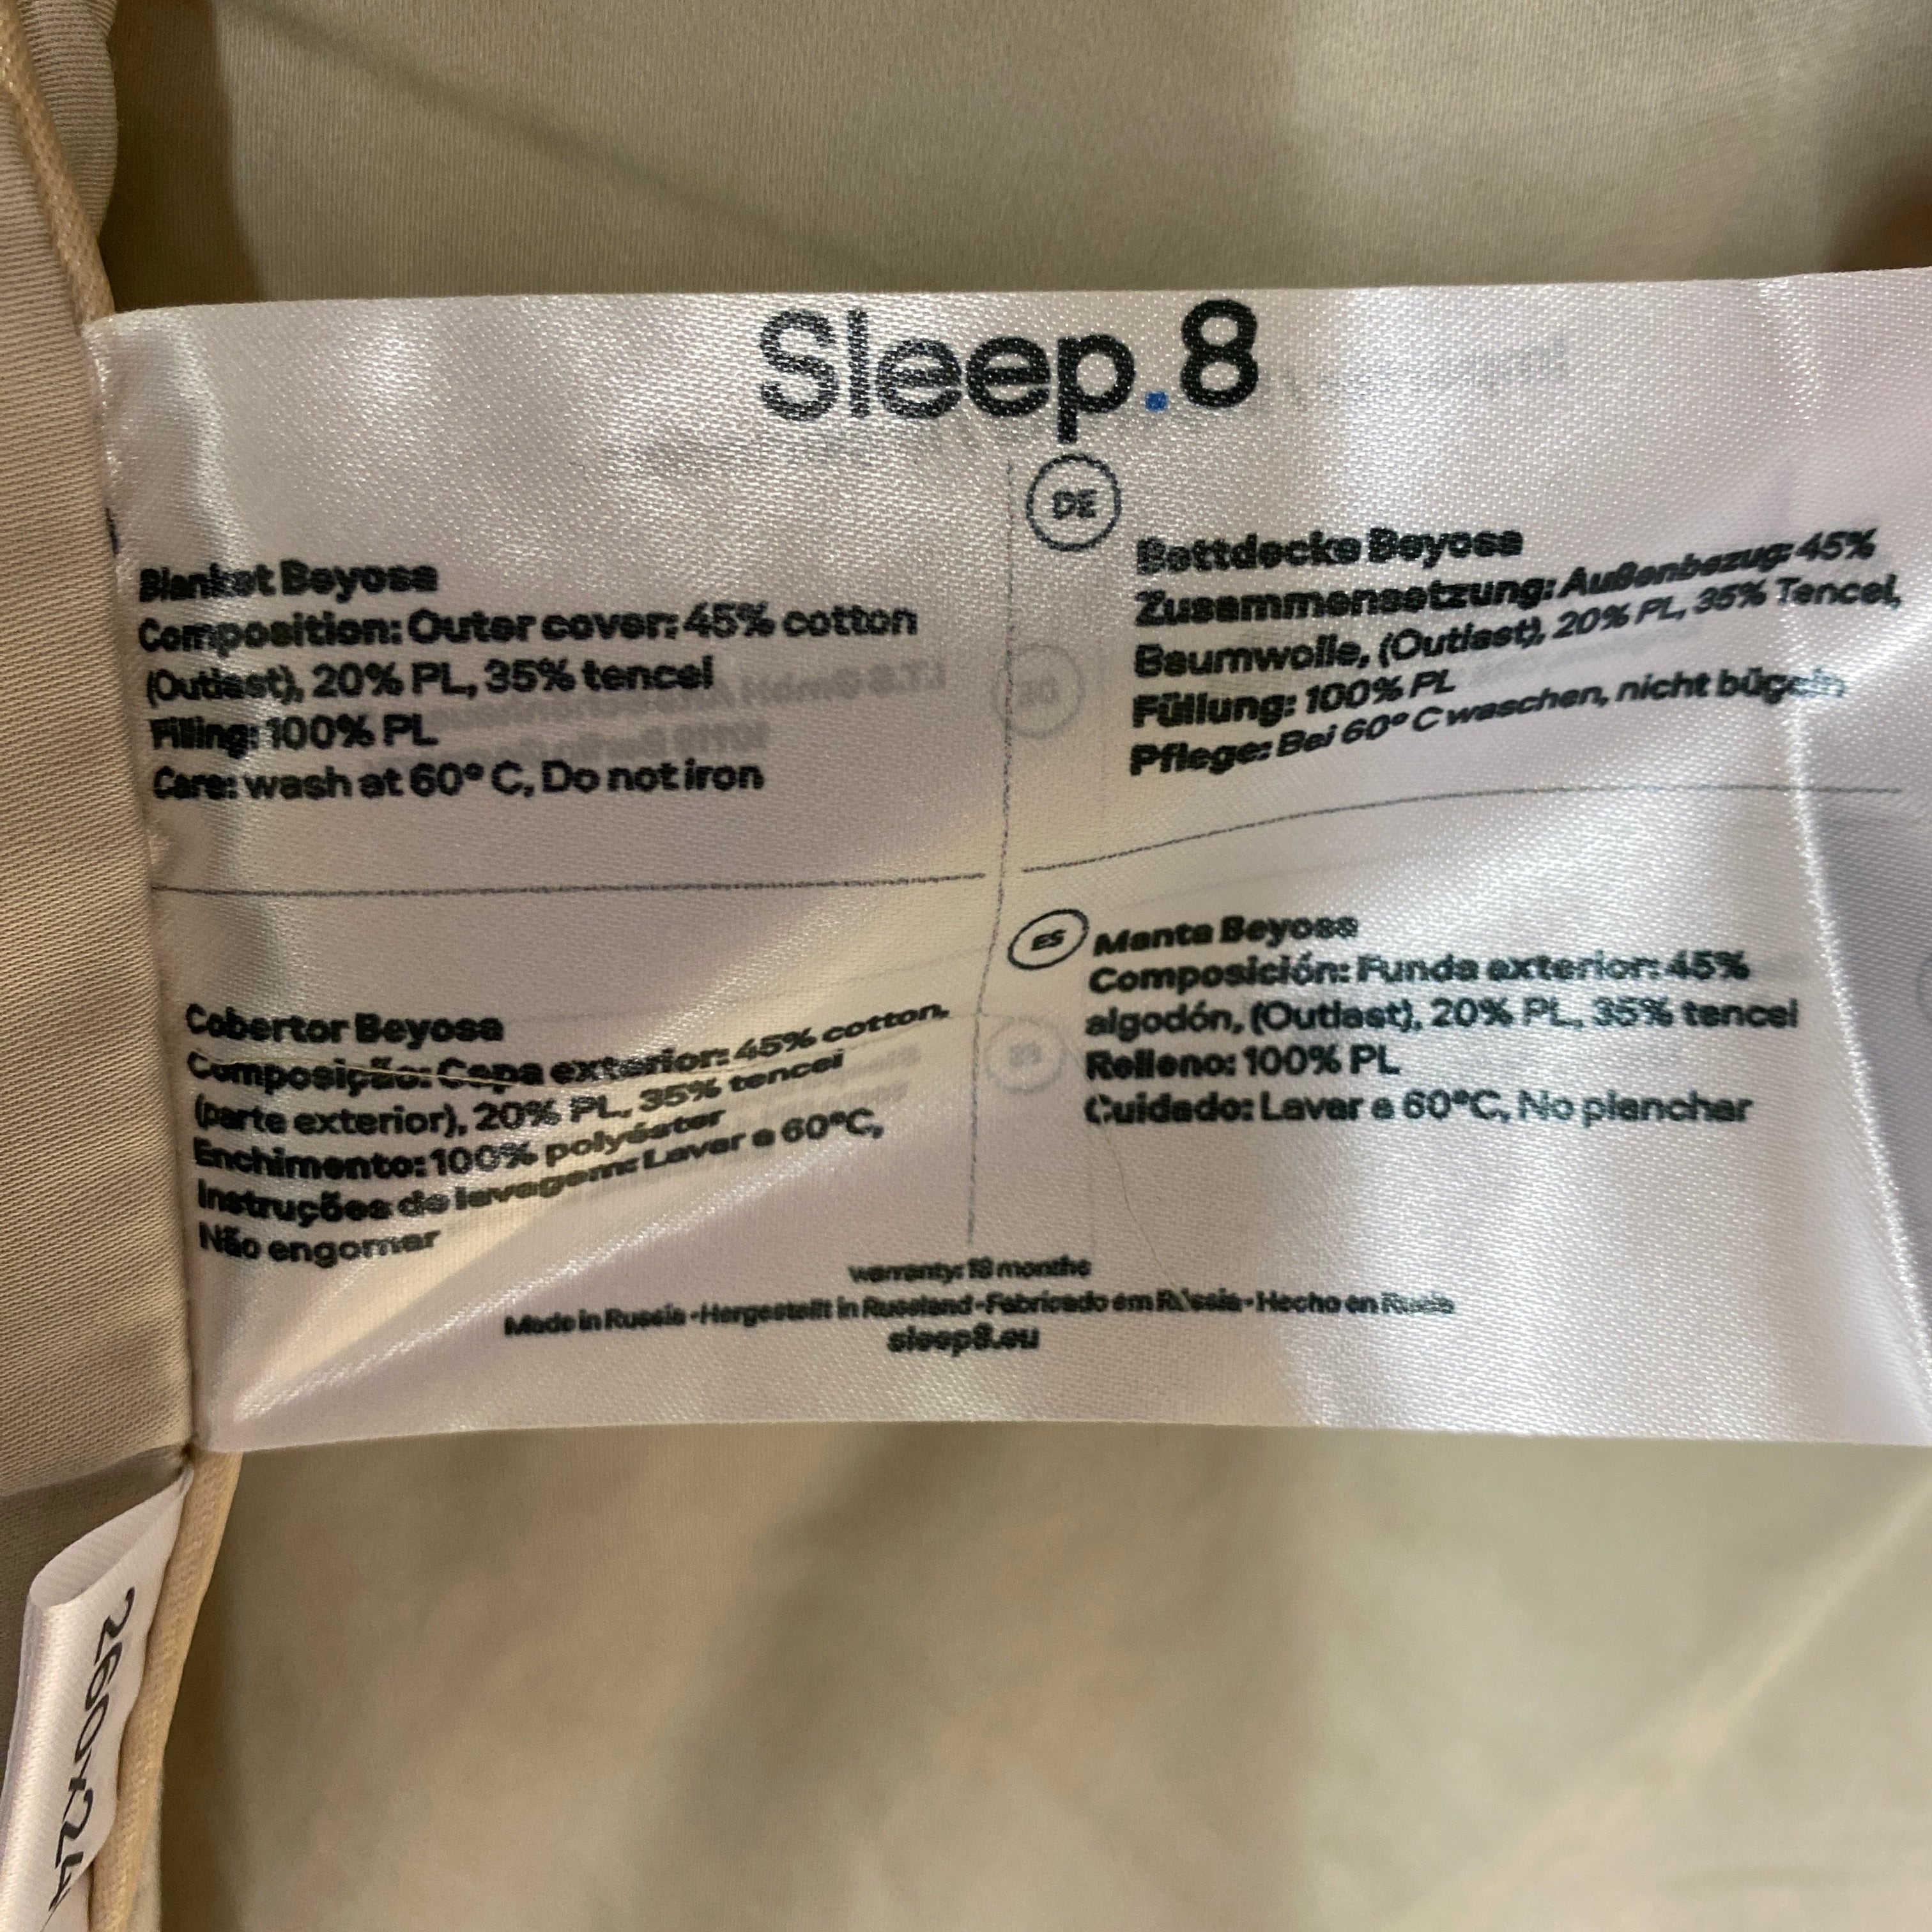 Sleep.8
Blanket Beyosa
Composition: Outer cover: 45% cotton
(Outlast), 20% PL, 35% tencel
Filling: 100% PL
Care: wash at 60° C, Do not iron
DE
Bettdecke Beyosa
Zusammensetzung: Außenbezug: 45%
Baumwolle, (Outlast), 20% PL, 35% Tencel,
Füllung: 100% PL
Pflege: Bei 60° C waschen, nicht bügeln
Cobertor Beyosa
Composição: Capa exterior: 45% cotton,
(parte exterior), 20% PL, 35% tencel
Enchimento: 100% polyéster
Instruções de lavagem: Lavar a 60°C,
Não engomar
ES
Manta Beyosa
Composición: Funda exterior: 45%
algodón, (Outlast), 20% PL, 35% tencel
Relleno: 100% PL
Cuidado: Lavar a 60°C, No planchar
warranty: 18 months
Made in Russia - Hergestellt in Russland - Fabricado em Rússia - Hecho en Rusia
sleep8.eu
260x24